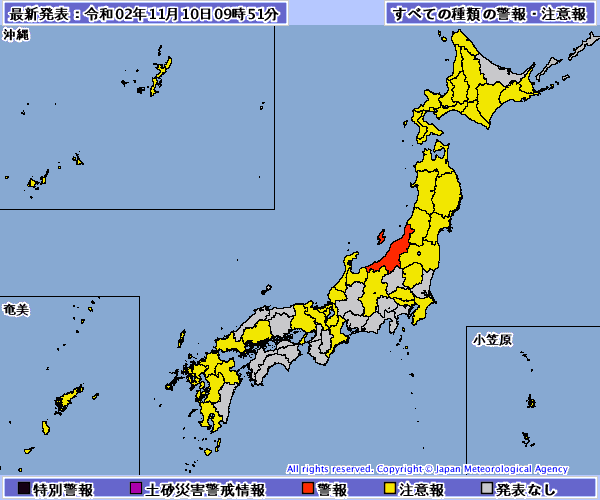 最新発表：令和02年11月10日09時51分
すべての種類の警報・注意報
沖縄
奄美
小笠原
All rights reserved. Copyright © Japan Meteorological Agency
特別警報 土砂災害警戒情報 警報 注意報 発表なし